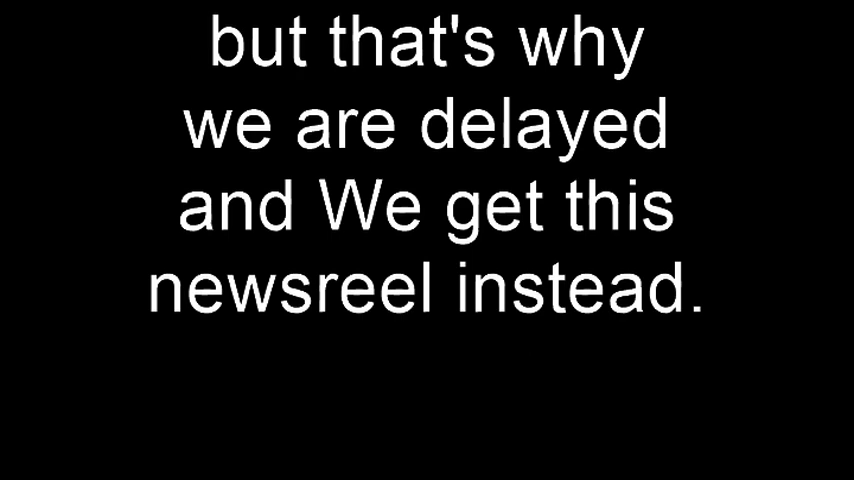 but that's why
we are delayed
and We get this
newsreel instead.